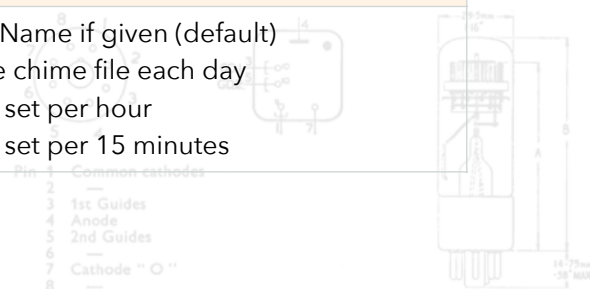 Name if given (default)
e chime file each day
set per hour
set per 15 minutes
Pin 1 Common cathodes
2 —
3 1st Guides
4 Anode
5 2nd Guides
6 —
7 Cathode " O "
8 —